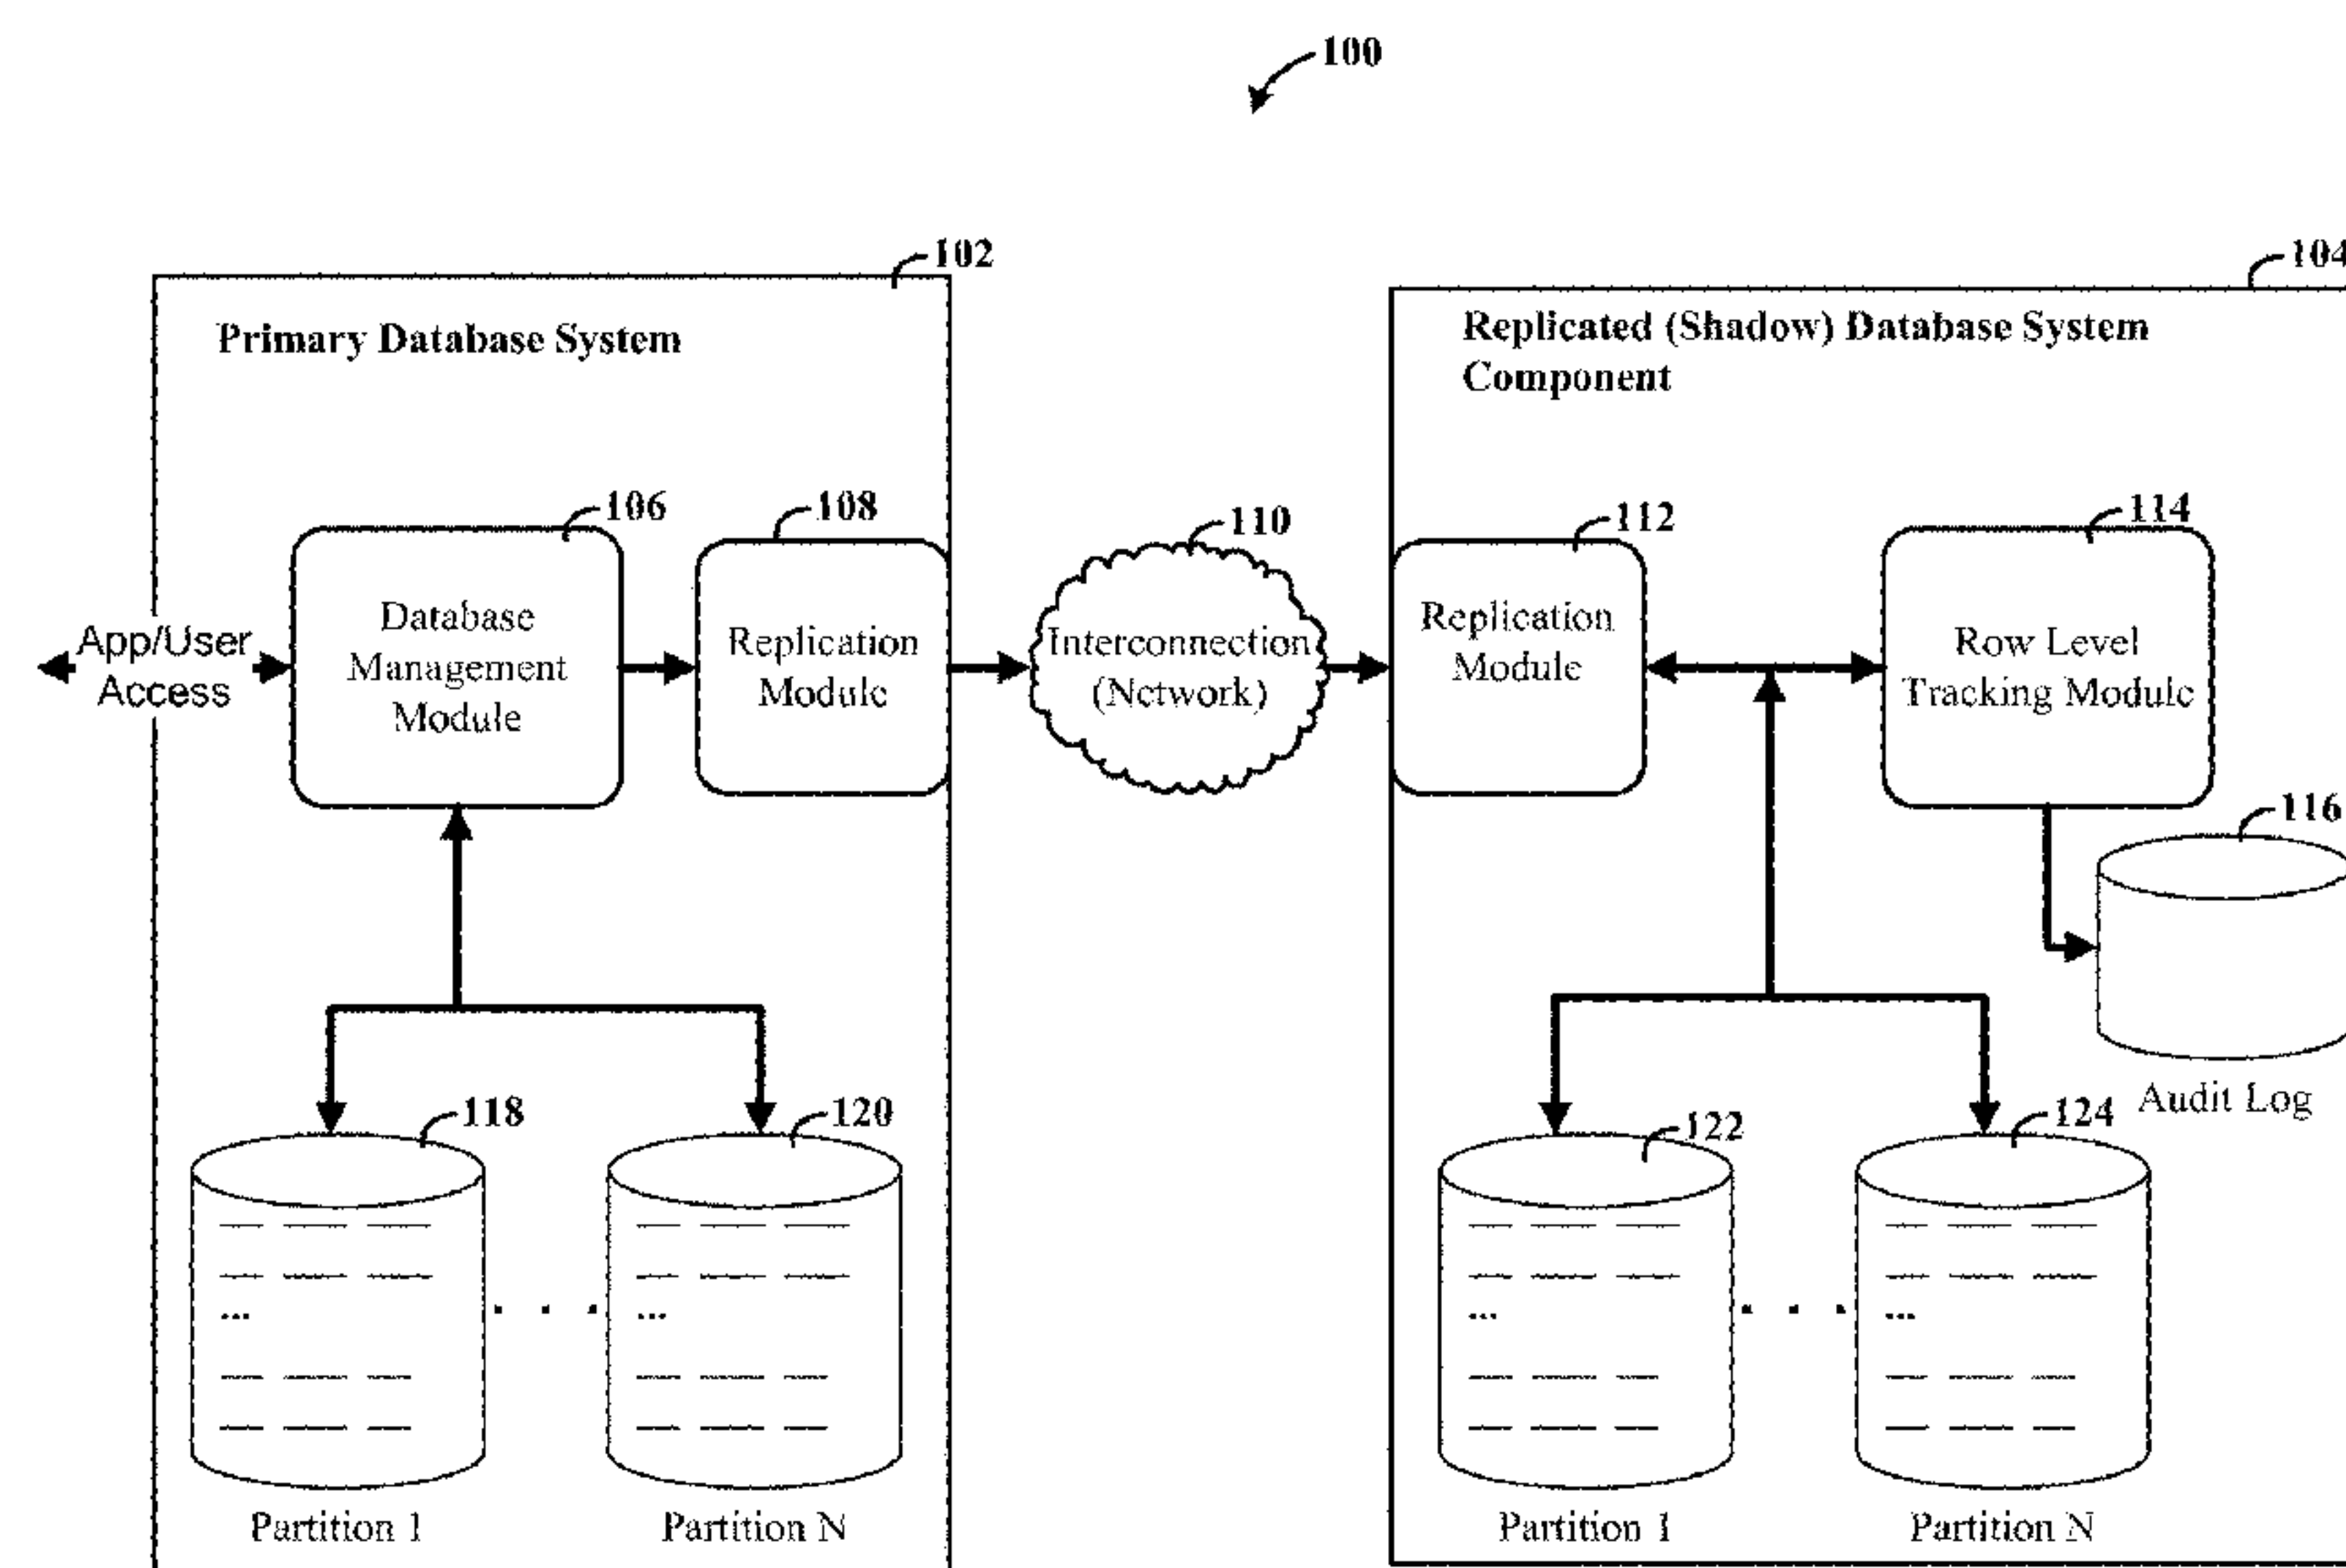 100
102
104
Primary Database System
Replicated (Shadow) Database System
Component
106
108
110
112
114
App/User
Access
Database
Management
Module
Replication
Module
Interconnection
(Network)
Replication
Module
Row Level
Tracking Module
116
Audit Log
118
120
122
124
...
...
...
...
Partition 1
Partition N
Partition 1
Partition N